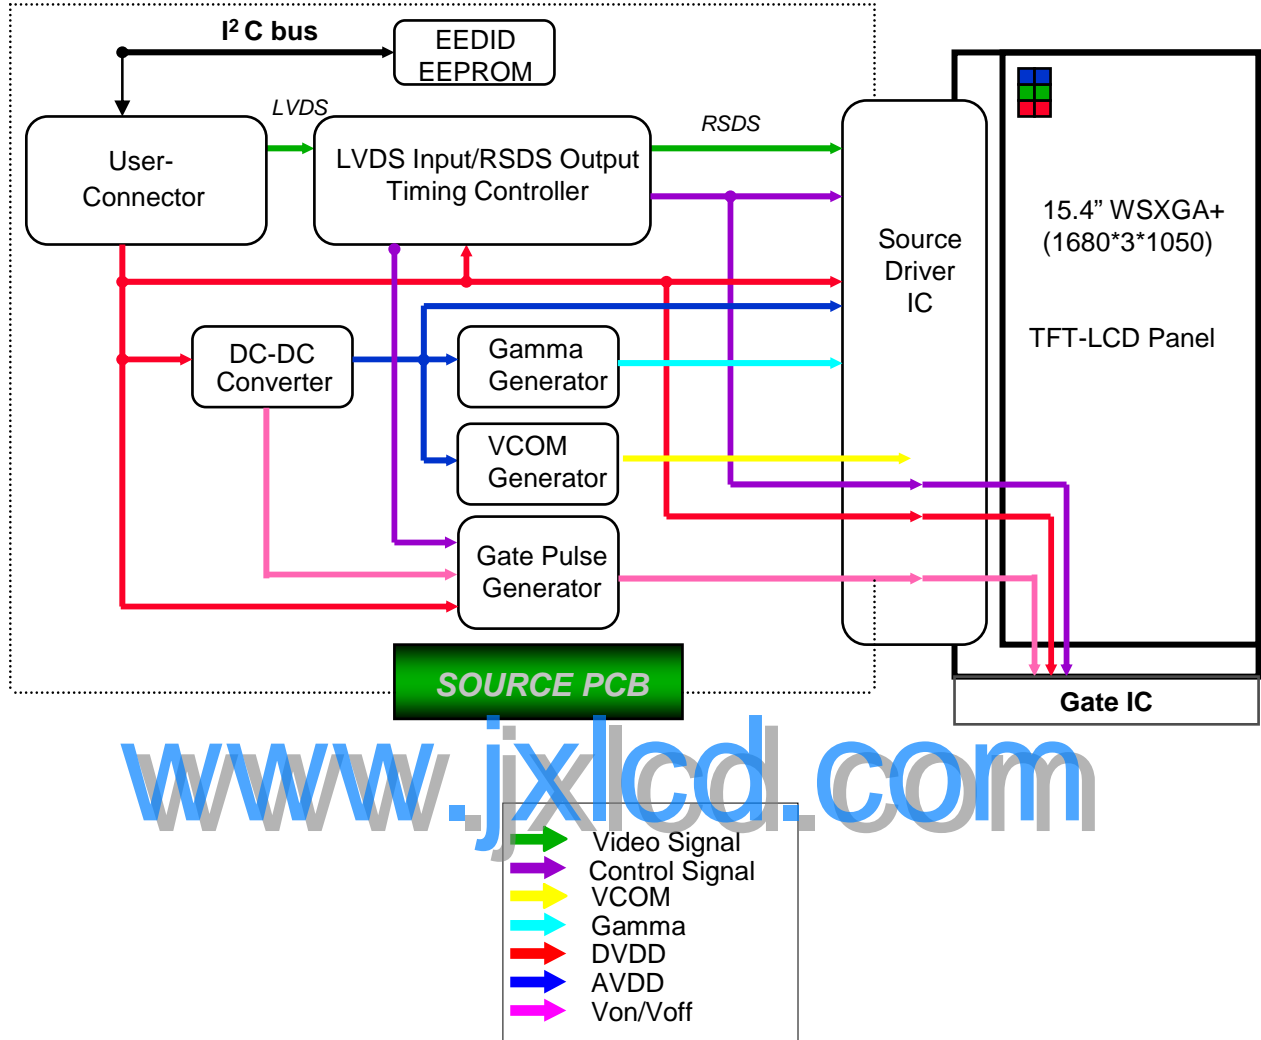 I² C bus
EEDID
EEPROM
LVDS
RSDS
User-
Connector
LVDS Input/RSDS Output
Timing Controller
Source
Driver
IC
15.4” WSXGA+
(1680*3*1050)
TFT-LCD Panel
DC-DC
Converter
Gamma
Generator
VCOM
Generator
Gate Pulse
Generator
SOURCE PCB
Gate IC
www.jxlcd.com
Video Signal
Control Signal
VCOM
Gamma
DVDD
AVDD
Von/Voff